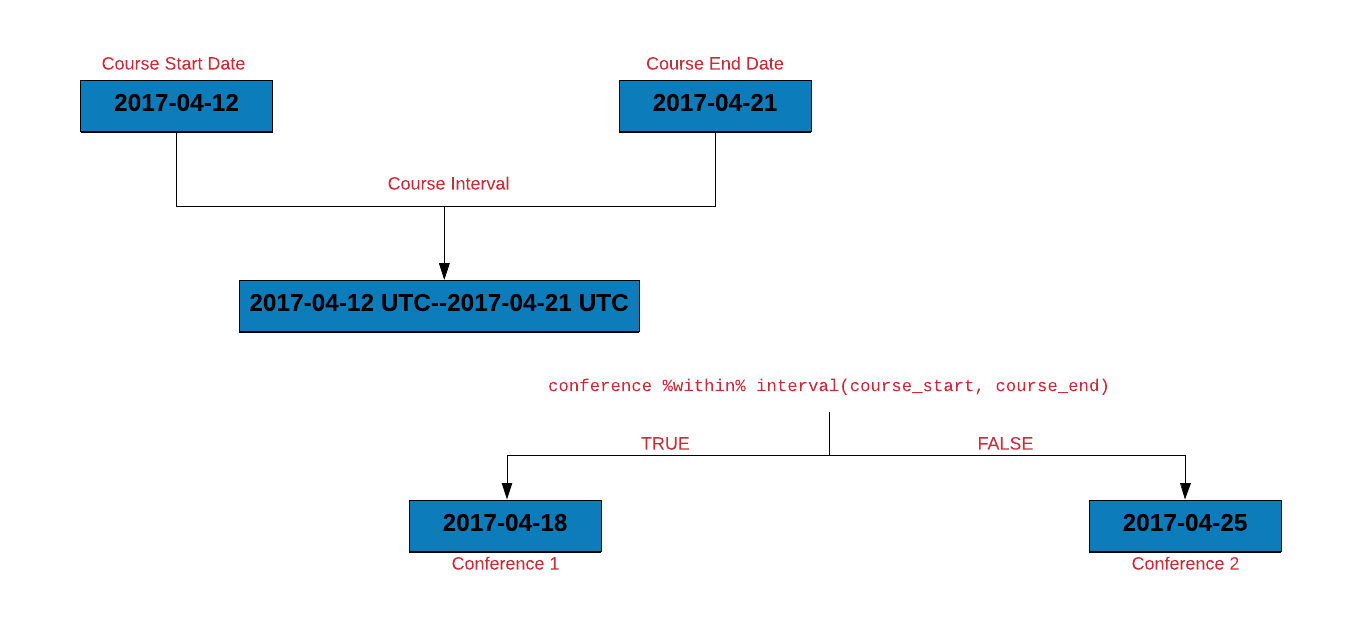 Course Start Date
Course End Date
2017-04-12
2017-04-21
Course Interval
2017-04-12 UTC--2017-04-21 UTC
conference %within% interval(course_start, course_end)
TRUE
FALSE
2017-04-18
2017-04-25
Conference 1
Conference 2